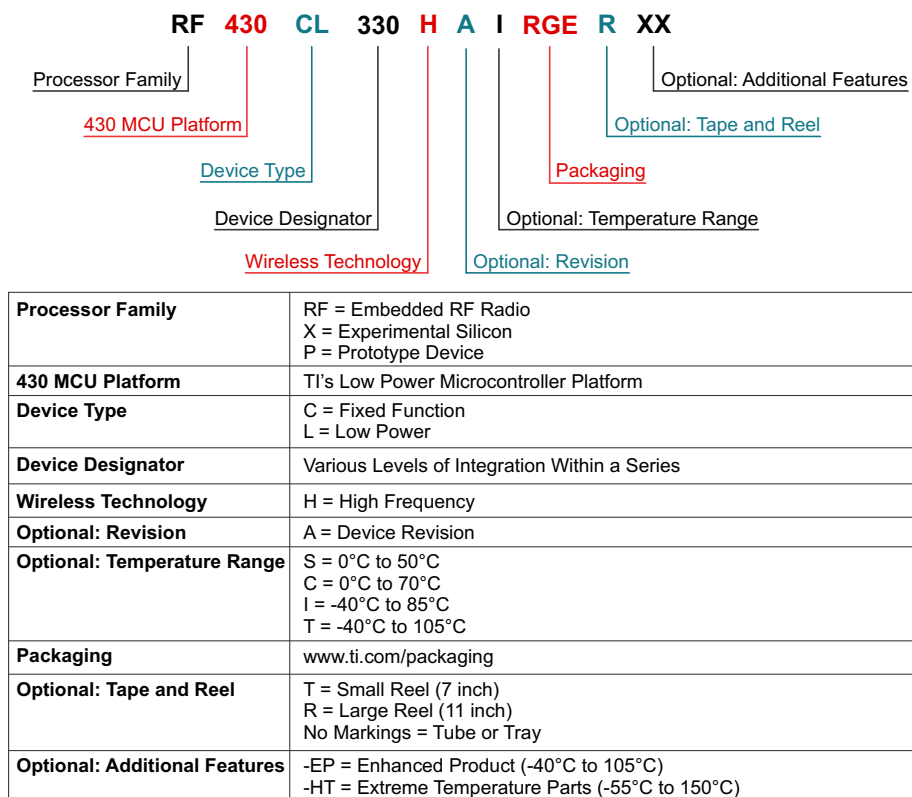 RF 430 CL 330 H A I RGE R XX
Processor Family
Optional: Additional Features
430 MCU Platform
Optional: Tape and Reel
Device Type
Packaging
Device Designator
Optional: Temperature Range
Wireless Technology
Optional: Revision
Processor Family
RF = Embedded RF Radio
X = Experimental Silicon
P = Prototype Device
430 MCU Platform
TI's Low Power Microcontroller Platform
Device Type
C = Fixed Function
L = Low Power
Device Designator
Various Levels of Integration Within a Series
Wireless Technology
H = High Frequency
Optional: Revision
A = Device Revision
Optional: Temperature Range
S = 0°C to 50°C
C = 0°C to 70°C
I = -40°C to 85°C
T = -40°C to 105°C
Packaging
www.ti.com/packaging
Optional: Tape and Reel
T = Small Reel (7 inch)
R = Large Reel (11 inch)
No Markings = Tube or Tray
Optional: Additional Features
-EP = Enhanced Product (-40°C to 105°C)
-HT = Extreme Temperature Parts (-55°C to 150°C)